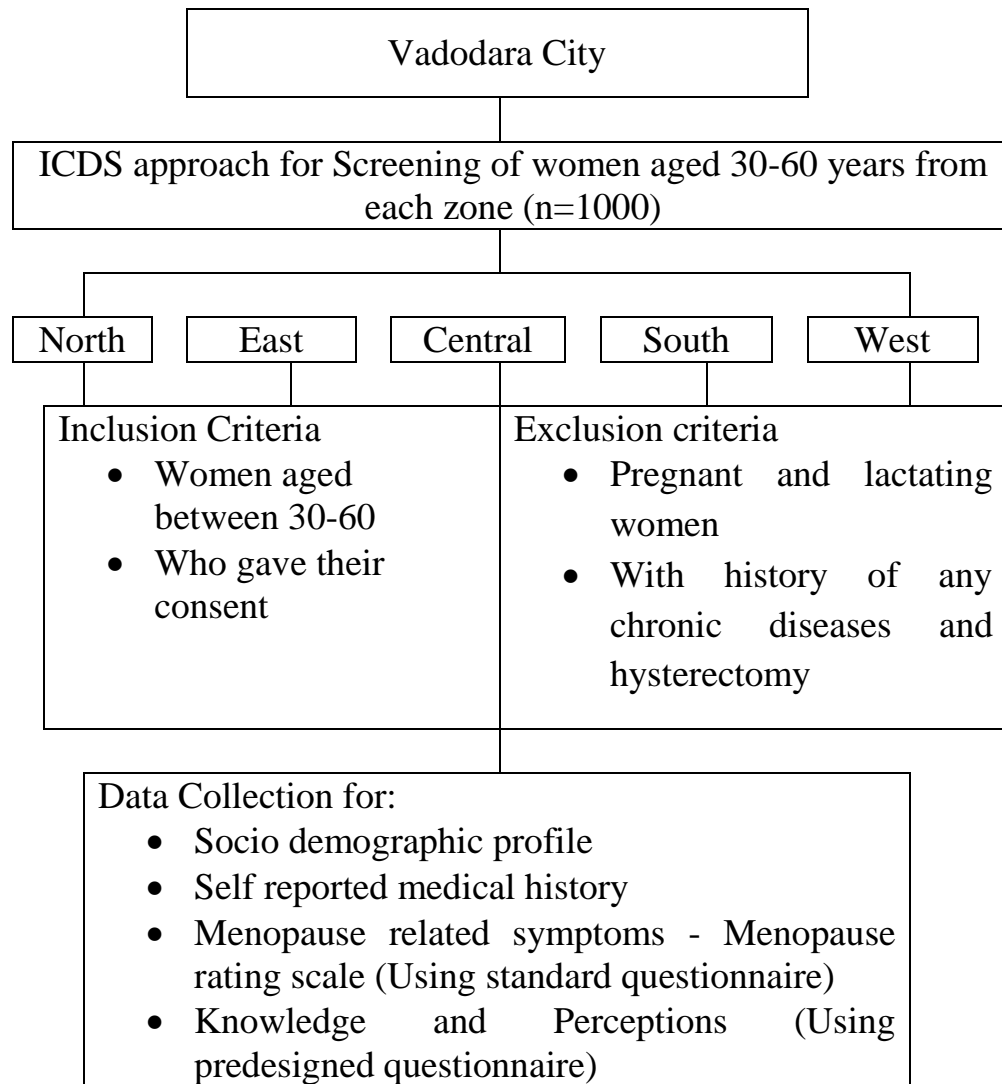 Vadodara City
ICDS approach for Screening of women aged 30-60 years from
each zone (n=1000)
North East Central South West
Inclusion Criteria
• Women aged
between 30-60
• Who gave their
consent
Exclusion criteria
• Pregnant and lactating
women
• With history of any
chronic diseases and
hysterectomy
Data Collection for:
• Socio demographic profile
• Self reported medical history
• Menopause related symptoms - Menopause
rating scale (Using standard questionnaire)
• Knowledge and Perceptions (Using
predesigned questionnaire)